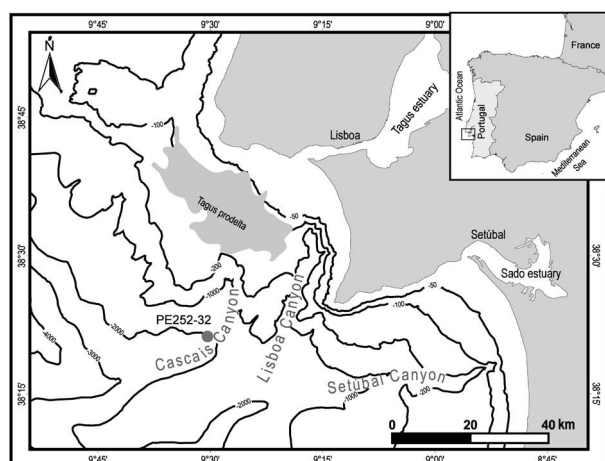 9°45'
9°30'
9°15'
9°00'
N
France
Atlantic Ocean
Portugal
Spain
Mediterranean
Sea
38°45'
-100
Lisboa
Tagus estuary
Tagus prodelta
-50
Setúbal
Sado estuary
38°30'
38°30'
-200
-1000
-50
-100
PE252-32
-2000
-3000
-4000
Cascais Canyon
Lisboa Canyon
Setúbal Canyon
-1000
-200
-2000
38°15'
38°15'
0 20 40 km
9°45'
9°30'
9°15'
9°00'
8°45'